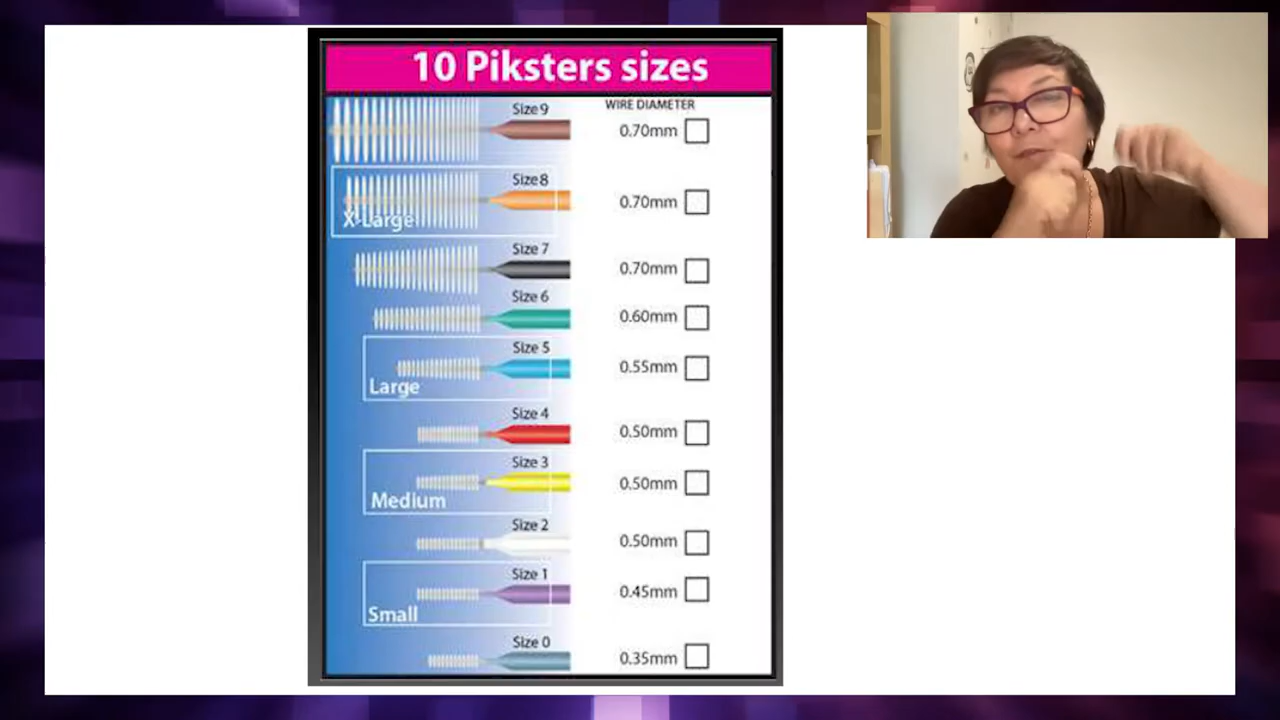 10 Piksters sizes
WIRE DIAMETER
Size 9
0.70mm
Size 8
X-Large
0.70mm
Size 7
0.70mm
Size 6
0.60mm
Size 5
Large
0.55mm
Size 4
0.50mm
Size 3
Medium
0.50mm
Size 2
0.50mm
Size 1
Small
0.45mm
Size 0
0.35mm